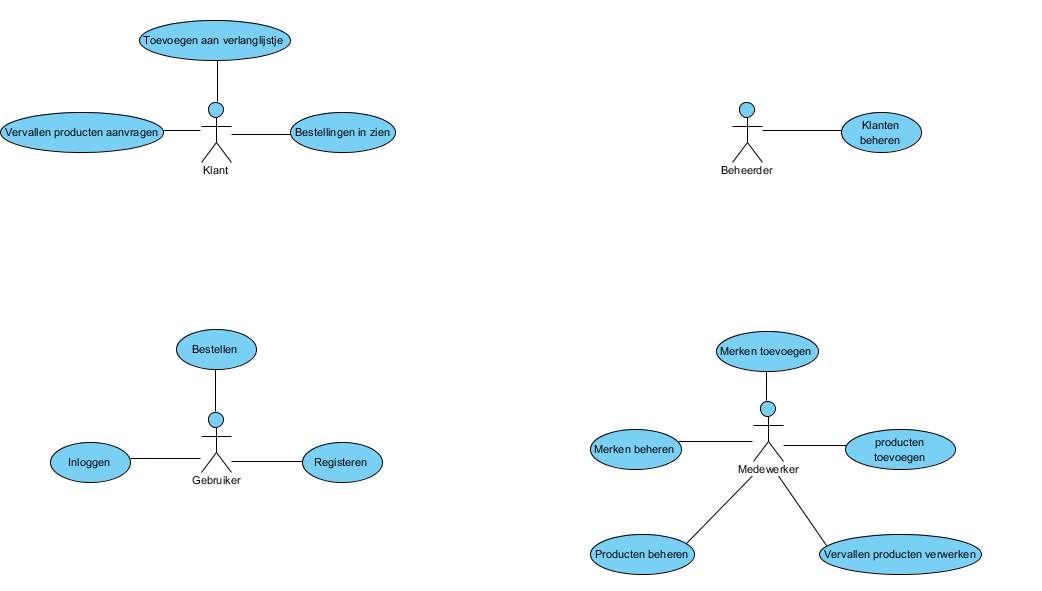 Toevoegen aan verlanglijstje
Vervallen producten aanvragen
Bestellingen in zien
Klant
Klanten
beheren
Beheerder
Bestellen
Inloggen
Registeren
Gebruiker
Merken toevoegen
Merken beheren
producten
toevoegen
Medewerker
Producten beheren
Vervallen producten verwerken